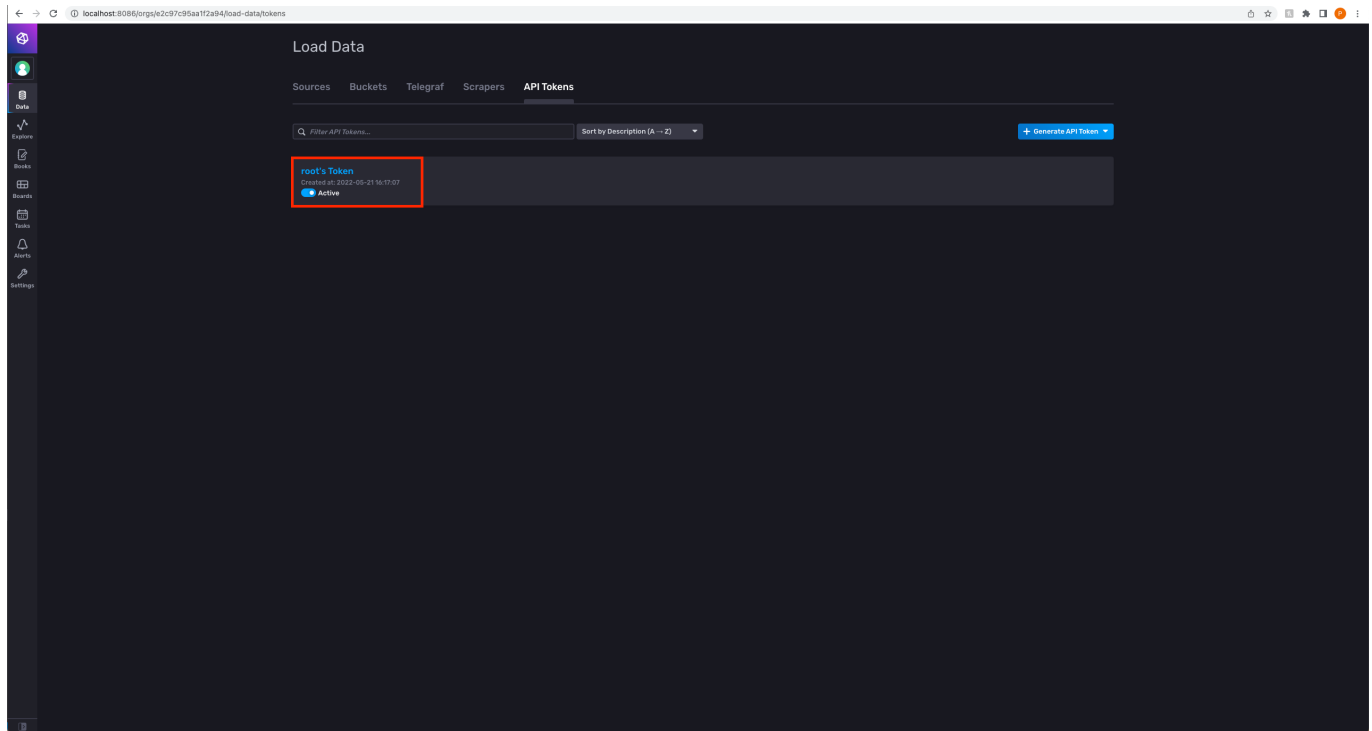 localhost:8086/orgs/e2c97c95aa1f2a94/load-data/tokens
P
Load Data
Data
Sources Buckets Telegraf Scrapers API Tokens
Explore
Filter API Tokens...
Sort by Description (A → Z)
+ Generate API Token
Books
root's Token
Created at: 2022-05-21 16:17:07
Active
Boards
Tasks
Alerts
Settings